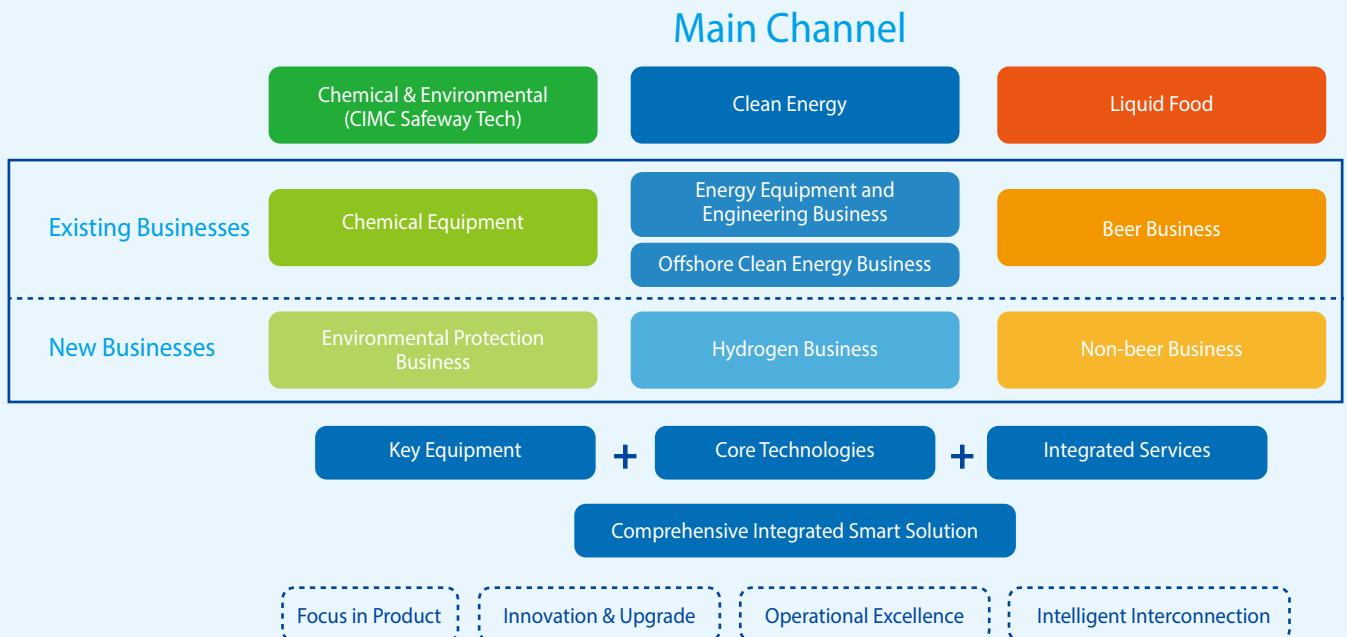 Main Channel
Chemical & Environmental
(CIMC Safeway Tech)
Clean Energy
Liquid Food
Existing Businesses
Chemical Equipment
Energy Equipment and
Engineering Business
Offshore Clean Energy Business
Beer Business
New Businesses
Environmental Protection
Business
Hydrogen Business
Non-beer Business
Key Equipment
+
Core Technologies
+
Integrated Services
Comprehensive Integrated Smart Solution
Focus in Product
Innovation & Upgrade
Operational Excellence
Intelligent Interconnection